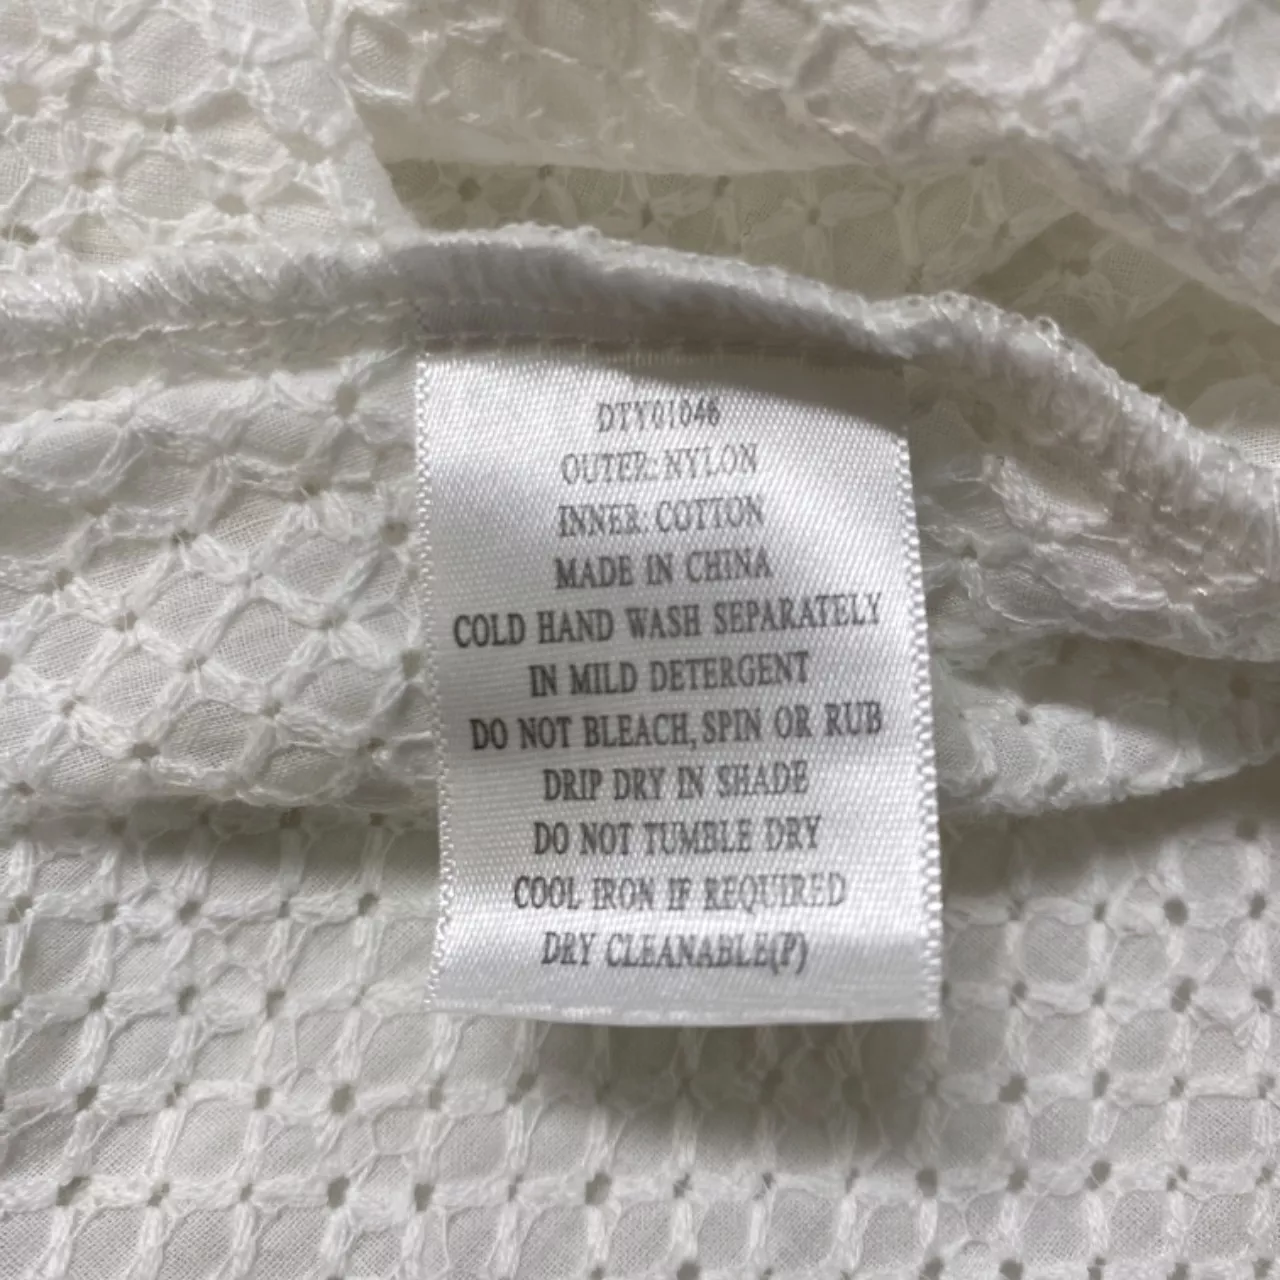 DTY01046
OUTER: NYLON
INNER: COTTON
MADE IN CHINA
COLD HAND WASH SEPARATELY
IN MILD DETERGENT
DO NOT BLEACH, SPIN OR RUB
DRIP DRY IN SHADE
DO NOT TUMBLE DRY
COOL IRON IF REQUIRED
DRY CLEANABLE(P)